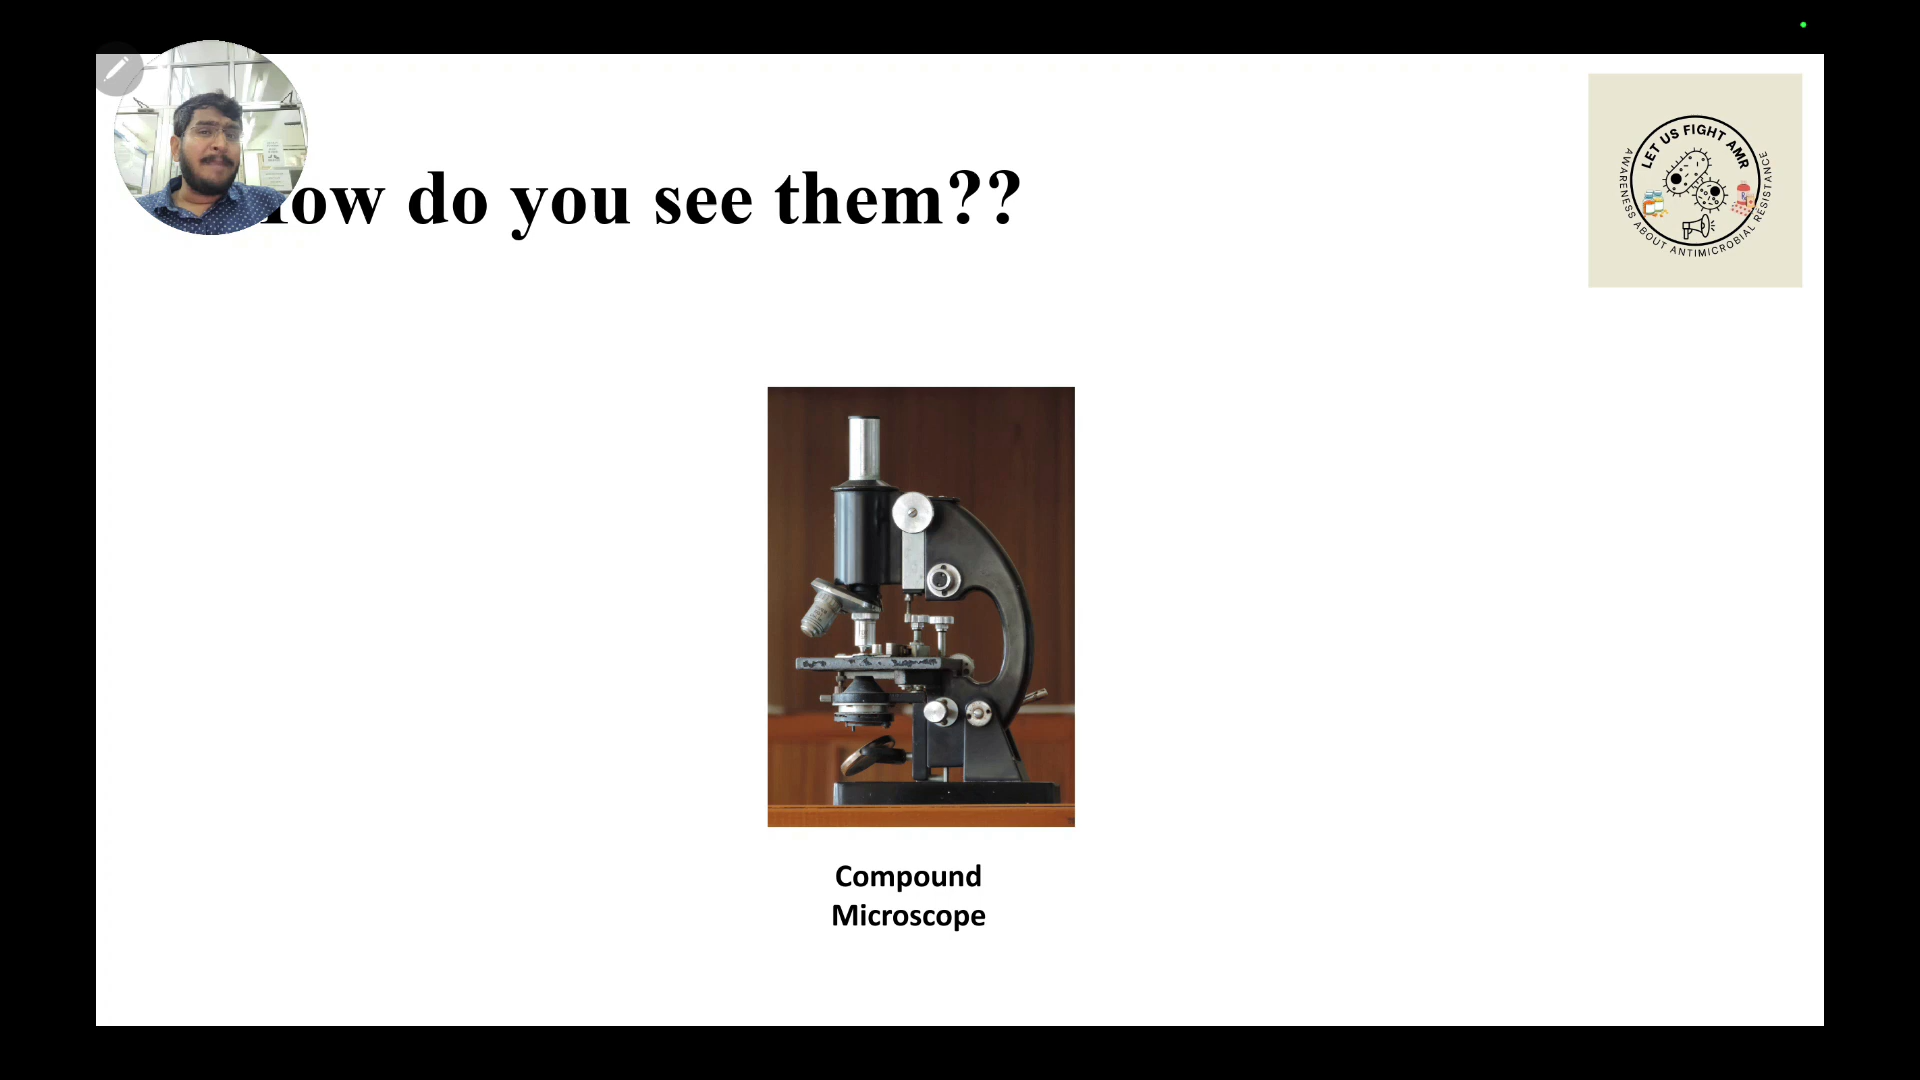 How do you see them??
LET US FIGHT AMR
AWARENESS ABOUT ANTIMICROBIAL RESISTANCE
Compound
Microscope